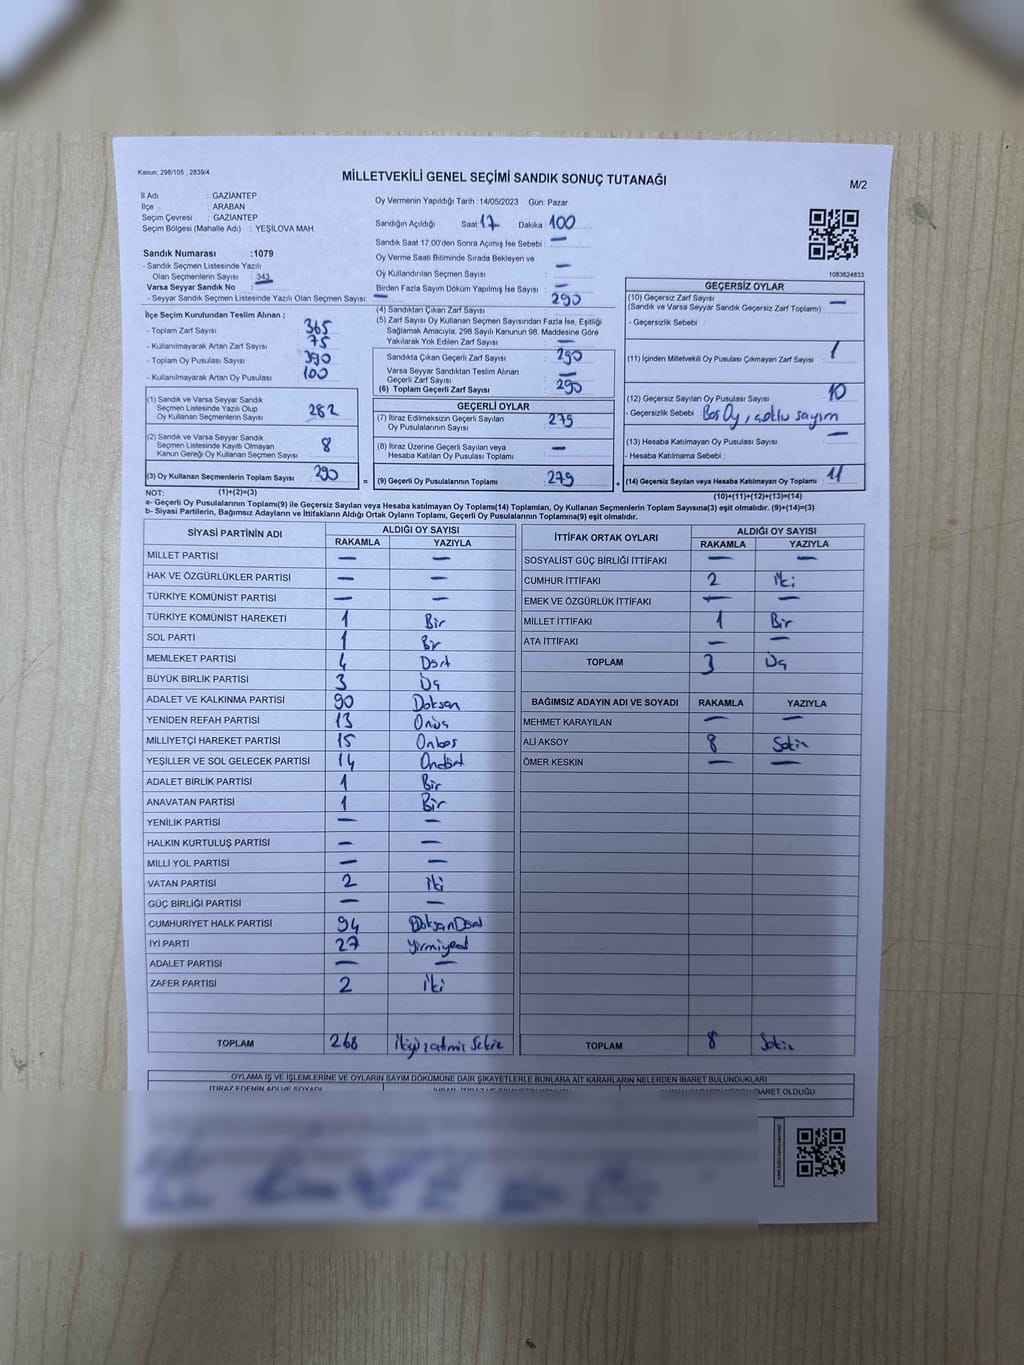 Kanun, 298/105 , 2839/4
MİLLETVEKİLİ GENEL SEÇİMİ SANDIK SONUÇ TUTANAĞI
M/2
İl Adı : GAZİANTEP
İlçe : ARABAN
Seçim Çevresi : GAZİANTEP
Seçim Bölgesi (Mahalle Adı) : YEŞİLOVA MAH.
Oy Vermenin Yapıldığı Tarih : 14/05/2023 Gün: Pazar
Sandığın Açıldığı Saat: 17 Dakika : 100
Sandık Saat 17:00'den Sonra Açımış İse Sebebi : —
Oy Verme Saati Bitiminde Sırada Bekleyen ve
Oy Kullandırılan Seçmen Sayısı : —
Birden Fazla Sayım Döküm Yapılmış İse Sayısı : —
Sandık Numarası :1079
- Sandık Seçmen Listesinde Yazılı
Olan Seçmenlerin Sayısı : 343
Varsa Seyyar Sandık No :
- Seyyar Sandık Seçmen Listesinde Yazılı Olan Seçmen Sayısı: —
İlçe Seçim Kurulundan Teslim Alınan ;
- Toplam Zarf Sayısı : 365
- Kullanılmayarak Artan Zarf Sayısı : 75
- Toplam Oy Pusulası Sayısı : 390
- Kullanılmayarak Artan Oy Pusulası : 100
(1) Sandık ve Varsa Seyyar Sandık
Seçmen Listesinde Yazılı Olup
Oy Kullanan Seçmenlerin Sayısı : 282
(2) Sandık ve Varsa Seyyar Sandık
Seçmen Listesinde Kayıtlı Olmayan
Kanun Gereği Oy Kullanan Seçmen Sayısı : 8
(3) Oy Kullanan Seçmenlerin Toplam Sayısı : 290
(4) Sandıktan Çıkan Zarf Sayısı : 290
(5) Zarf Sayısı Oy Kullanan Seçmen Sayısından Fazla İse, Eşitliği
Sağlamak Amacıyla, 298 Sayılı Kanunun 98. Maddesine Göre
Yakılarak Yok Edilen Zarf Sayısı : —
Sandıkta Çıkan Geçerli Zarf Sayısı : 290
Varsa Seyyar Sandıktan Teslim Alınan
Geçerli Zarf Sayısı : —
(6) Toplam Geçerli Zarf Sayısı : 290
GEÇERLİ OYLAR
(7) İtiraz Edilmeksizin Geçerli Sayılan
Oy Pusulalarının Sayısı : 279
(8) İtiraz Üzerine Geçerli Sayılan veya
Hesaba Katılan Oy Pusulası Toplamı : —
= (9) Geçerli Oy Pusulalarının Toplamı : 279 +
1083624833
GEÇERSİZ OYLAR
(10) Geçersiz Zarf Sayısı : —
(Sandık ve Varsa Seyyar Sandık Geçersiz Zarf Toplamı)
- Geçersizlik Sebebi :
(11) İçinden Milletvekili Oy Pusulası Çıkmayan Zarf Sayısı : 1
(12) Geçersiz Sayılan Oy Pusulası Sayısı : 10
- Geçersizlik Sebebi : Boş Oy, çoklu sayım
(13) Hesaba Katılmayan Oy Pusulası Sayısı : —
- Hesaba Katılmama Sebebi :
(14) Geçersiz Sayılan veya Hesaba Katılmayan Oy Toplamı : 11
NOT: (1)+(2)=(3)
(10)+(11)+(12)+(13)=(14)
a- Geçerli Oy Pusulalarının Toplamı(9) ile Geçersiz Sayılan veya Hesaba katılmayan Oy Toplamı(14) Toplamları, Oy Kullanan Seçmenlerin Toplam Sayısına(3) eşit olmalıdır. (9)+(14)=(3)
b- Siyasi Partilerin, Bağımsız Adayların ve İttifakların Aldığı Ortak Oyların Toplamı, Geçerli Oy Pusulalarının Toplamına(9) eşit olmalıdır.
SİYASİ PARTİNİN ADI ALDIĞI OY SAYISI
RAKAMLA YAZIYLA
MİLLET PARTİSİ — —
HAK VE ÖZGÜRLÜKLER PARTİSİ — —
TÜRKİYE KOMÜNİST PARTİSİ — —
TÜRKİYE KOMÜNİST HAREKETİ 1 Bir
SOL PARTİ 1 Bir
MEMLEKET PARTİSİ 4 Dört
BÜYÜK BİRLİK PARTİSİ 3 Üç
ADALET VE KALKINMA PARTİSİ 90 Doksan
YENİDEN REFAH PARTİSİ 13 Onüç
MİLLİYETÇİ HAREKET PARTİSİ 15 Onbeş
YEŞİLLER VE SOL GELECEK PARTİSİ 14 Ondört
ADALET BİRLİK PARTİSİ 1 Bir
ANAVATAN PARTİSİ 1 Bir
YENİLİK PARTİSİ — —
HALKIN KURTULUŞ PARTİSİ — —
MİLLİ YOL PARTİSİ — —
VATAN PARTİSİ 2 İki
GÜÇ BİRLİĞİ PARTİSİ — —
CUMHURİYET HALK PARTİSİ 94 DoksanDört
İYİ PARTİ 27 Yirmiyedi
ADALET PARTİSİ — —
ZAFER PARTİSİ 2 İki
TOPLAM 268 İkiyüzatmış Sekiz
İTTİFAK ORTAK OYLARI ALDIĞI OY SAYISI
RAKAMLA YAZIYLA
SOSYALİST GÜÇ BİRLİĞİ İTTİFAKI — —
CUMHUR İTTİFAKI 2 İki
EMEK VE ÖZGÜRLÜK İTTİFAKI — —
MİLLET İTTİFAKI 1 Bir
ATA İTTİFAKI — —
TOPLAM 3 Üç
BAĞIMSIZ ADAYIN ADI VE SOYADI RAKAMLA YAZIYLA
MEHMET KARAYILAN — —
ALİ AKSOY 8 Sekiz
ÖMER KESKİN — —
TOPLAM 8 Sekiz
OYLAMA İŞ VE İŞLEMLERİNE VE OYLARIN SAYIM DÖKÜMÜNE DAİR ŞİKAYETLERLE BUNLARA AİT KARARLARIN NELERDEN İBARET BULUNDUKLARI
İTİRAZ EDENİN ADI VE SOYADI
İBARET OLDUĞU